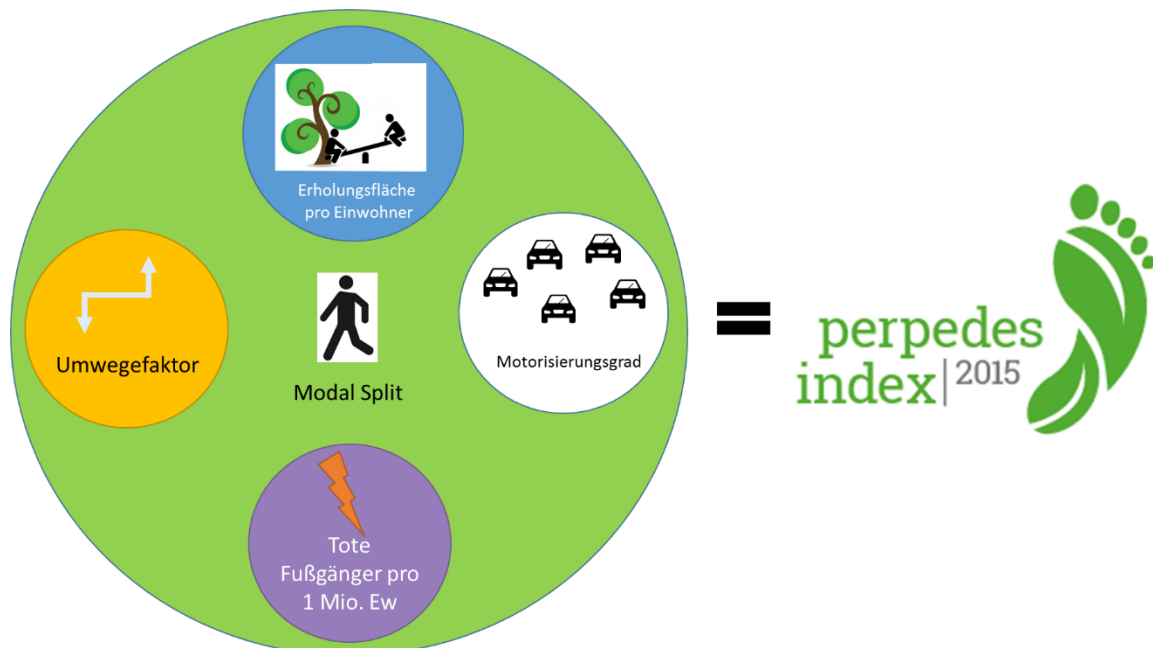 Erholungsfläche
pro Einwohner
Umwegefaktor
Modal Split
Motorisierungsgrad
Tote
Fußgänger pro
1 Mio. Ew
=
perpedes
index|2015